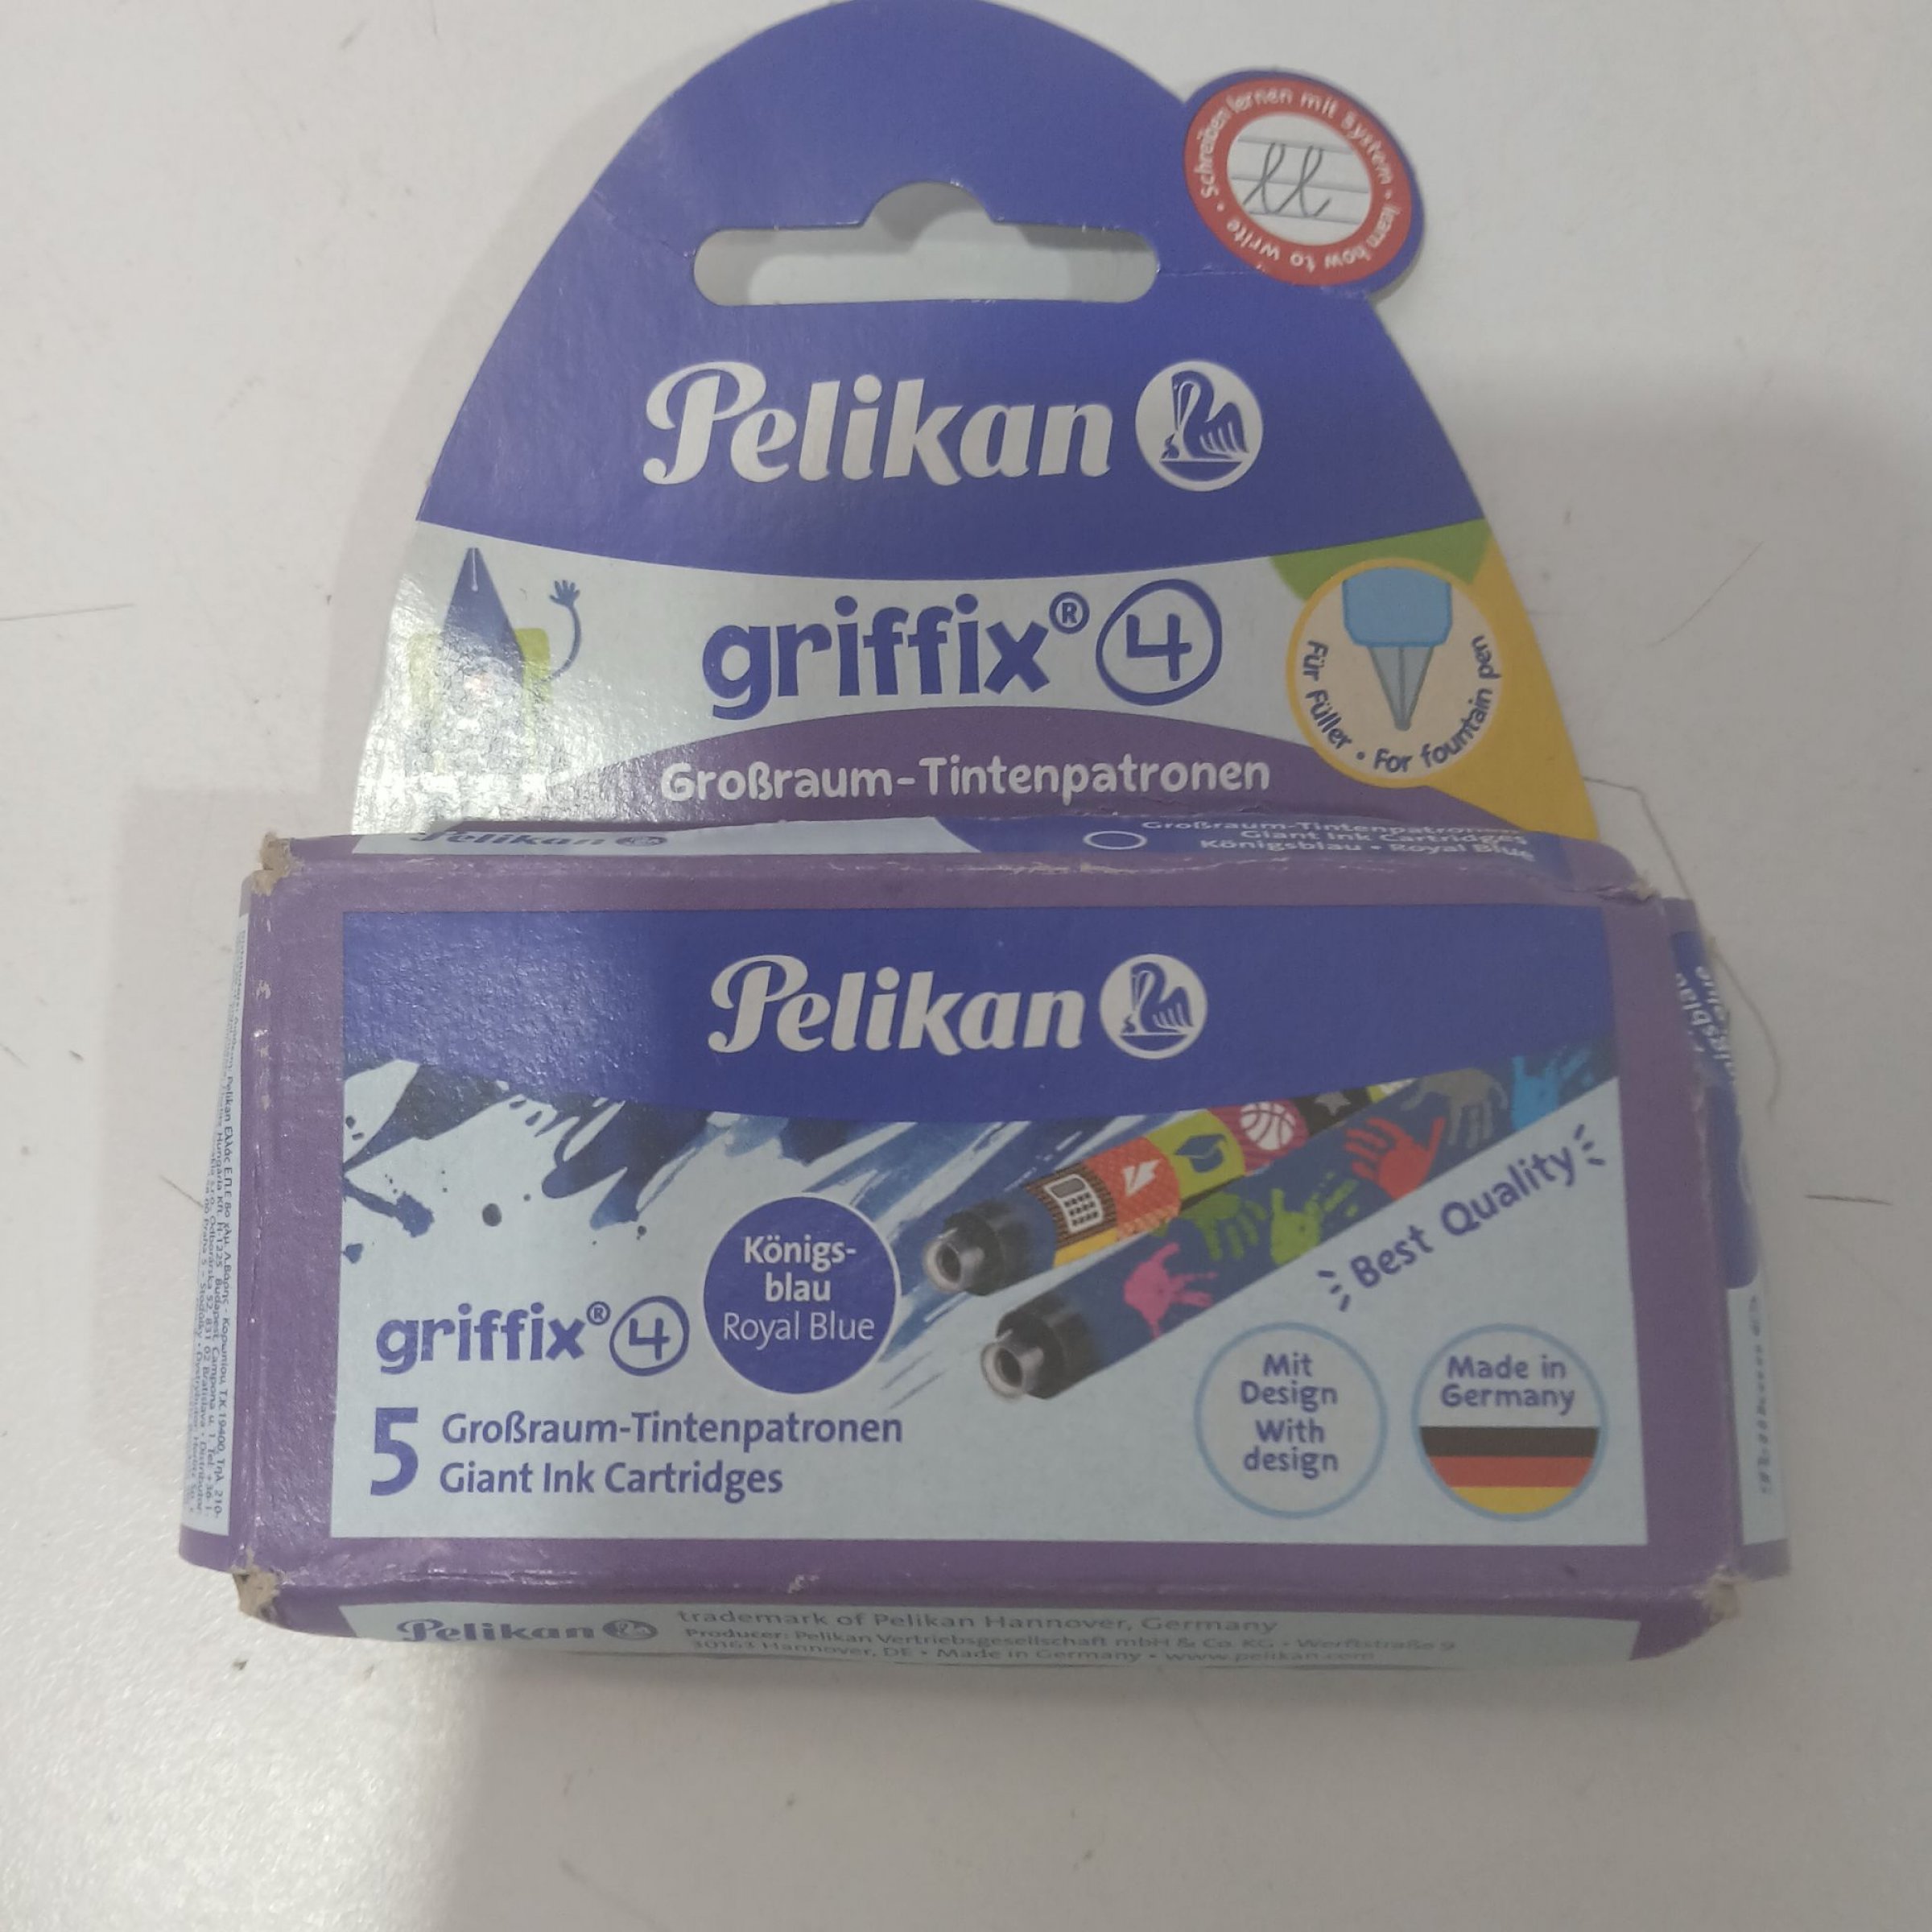 Schreiben lernen mit System • learn how to write •
Pelikan
griffix® 4
Für Füller • For fountain pen
Großraum-Tintenpatronen
Pelikan
Großraum-Tintenpatronen
Giant Ink Cartridges
Königsblau • Royal Blue
Pelikan
Königs-
blau
Royal Blue
griffix® 4
5 Großraum-Tintenpatronen
Giant Ink Cartridges
Best Quality
Mit
Design
With
design
Made in
Germany
Pelikan
trademark of Pelikan Hannover, Germany
Producer: Pelikan Vertriebsgesellschaft mbH & Co. KG • Werftstraße 9
30163 Hannover, DE • Made in Germany • www.pelikan.com